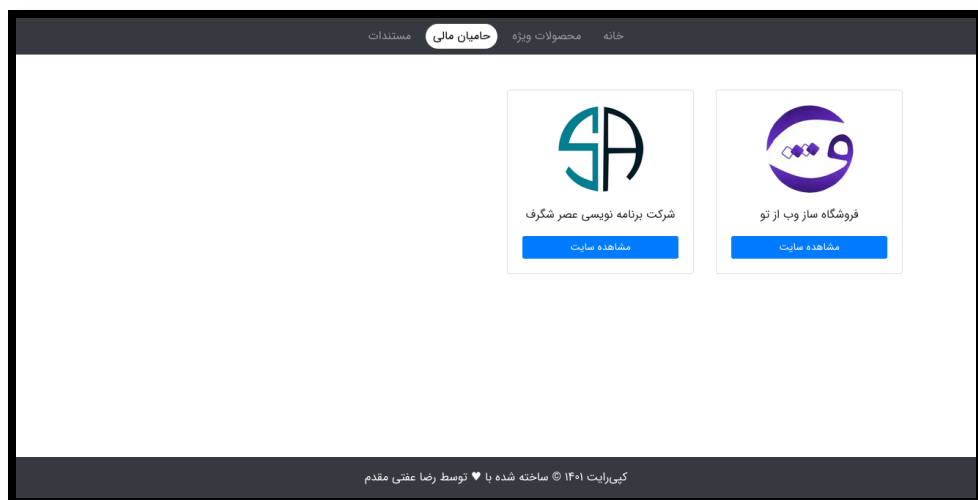 خانه محصولات ویژه حامیان مالی مستندات
فروشگاه ساز وب از تو
مشاهده سایت
SA
شرکت برنامه نویسی عصر شگرف
مشاهده سایت
کپی‌رایت ۱۴۰۱ © ساخته شده با ♥ توسط رضا عفتی مقدم